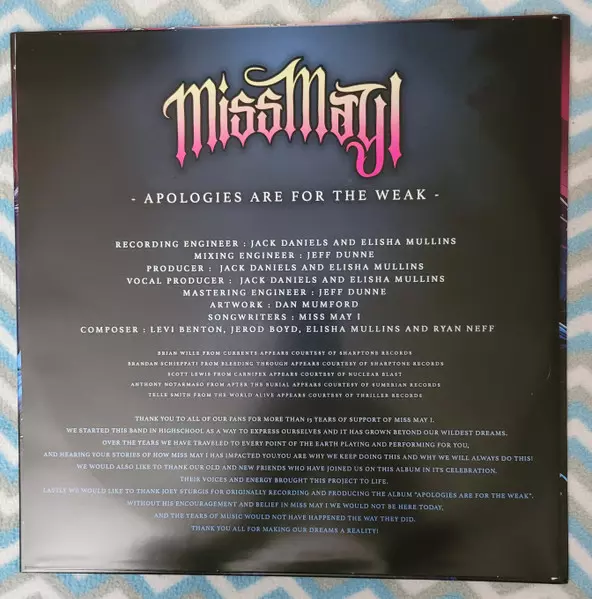 MISS MAY I
- APOLOGIES ARE FOR THE WEAK -
RECORDING ENGINEER : JACK DANIELS AND ELISHA MULLINS
MIXING ENGINEER : JEFF DUNNE
PRODUCER : JACK DANIELS AND ELISHA MULLINS
VOCAL PRODUCER : JACK DANIELS AND ELISHA MULLINS
MASTERING ENGINEER : JEFF DUNNE
ARTWORK : DAN MUMFORD
SONGWRITERS : MISS MAY I
COMPOSER : LEVI BENTON, JEROD BOYD, ELISHA MULLINS AND RYAN NEFF
BRIAN WILLE FROM CURRENTS APPEARS COURTESY OF SHARPTONE RECORDS
BRANDAN SCHIEPPATI FROM BLEEDING THROUGH APPEARS COURTESY OF SHARPTONE RECORDS
SCOTT LEWIS FROM CARNIFEX APPEARS COURTESY OF NUCLEAR BLAST
ANTHONY NOTARMASO FROM AFTER THE BURIAL APPEARS COURTESY OF SUMERIAN RECORDS
TELLE SMITH FROM THE WORLD ALIVE APPEARS COURTESY OF THRILLER RECORDS
THANK YOU TO ALL OF OUR FANS FOR MORE THAN 15 YEARS OF SUPPORT OF MISS MAY I.
WE STARTED THIS BAND IN HIGHSCHOOL AS A WAY TO EXPRESS OURSELVES AND IT HAS GROWN BEYOND OUR WILDEST DREAMS.
OVER THE YEARS WE HAVE TRAVELED TO EVERY POINT OF THE EARTH PLAYING AND PERFORMING FOR YOU,
AND HEARING YOUR STORIES OF HOW MISS MAY I HAS IMPACTED YOU.YOU ARE WHY WE KEEP DOING THIS AND WHY WE WILL ALWAYS DO THIS!
WE WOULD ALSO LIKE TO THANK OUR OLD AND NEW FRIENDS WHO HAVE JOINED US ON THIS ALBUM IN ITS CELEBRATION.
THEIR VOICES AND ENERGY BROUGHT THIS PROJECT TO LIFE.
LASTLY WE WOULD LIKE TO THANK JOEY STURGIS FOR ORIGINALLY RECORDING AND PRODUCING THE ALBUM "APOLOGIES ARE FOR THE WEAK".
WITHOUT HIS ENCOURAGEMENT AND BELIEF IN MISS MAY I WE WOULD NOT BE HERE TODAY,
AND THE YEARS OF MUSIC WOULD NOT HAVE HAPPENED THE WAY THEY DID.
THANK YOU ALL FOR MAKING OUR DREAMS A REALITY!